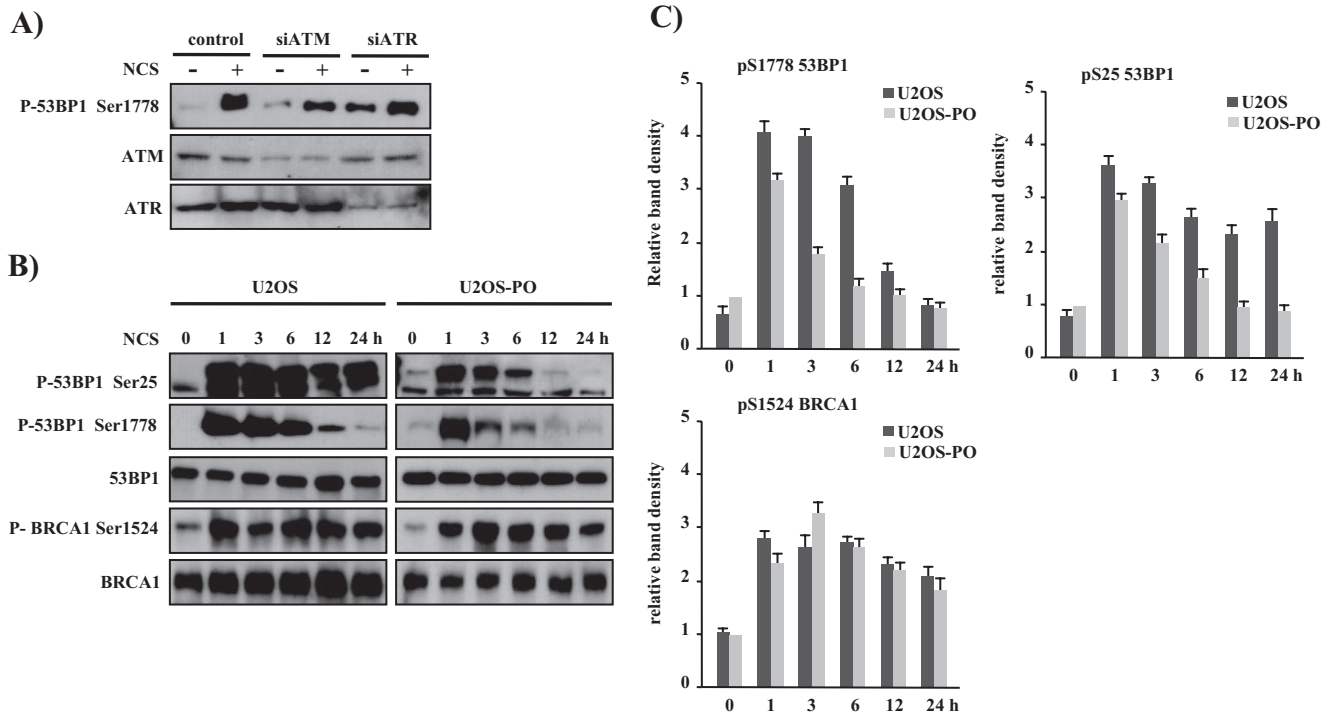 A)
control siATM siATR
NCS - + - + - +
P-53BP1 Ser1778
ATM
ATR
B)
U2OS U2OS-PO
NCS 0 1 3 6 12 24 h 0 1 3 6 12 24 h
P-53BP1 Ser25
P-53BP1 Ser1778
53BP1
P- BRCA1 Ser1524
BRCA1
C)
pS1778 53BP1
U2OS
U2OS-PO
Relative band density
5
4
3
2
1
0
0 1 3 6 12 24 h
pS25 53BP1
U2OS
U2OS-PO
relative band density
5
4
3
2
1
0
0 1 3 6 12 24 h
pS1524 BRCA1
U2OS
U2OS-PO
relative band density
5
4
3
2
1
0
0 1 3 6 12 24 h